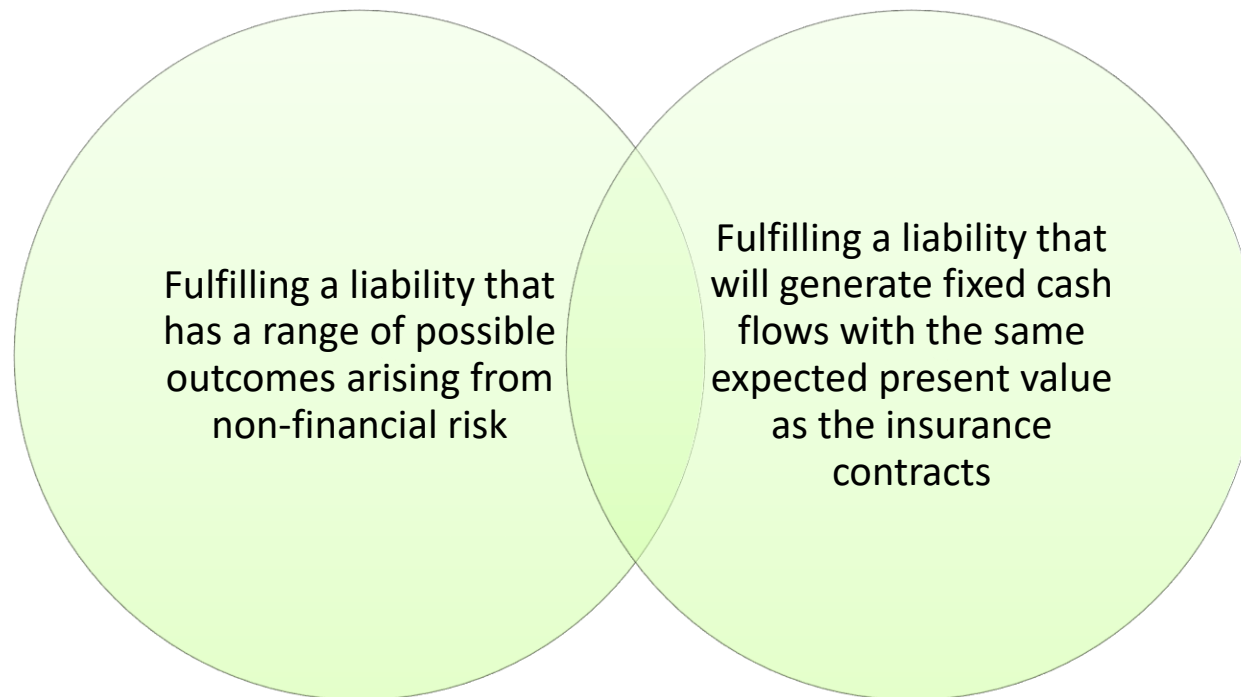 Fulfilling a liability that
has a range of possible
outcomes arising from
non-financial risk
Fulfilling a liability that
will generate fixed cash
flows with the same
expected present value
as the insurance
contracts